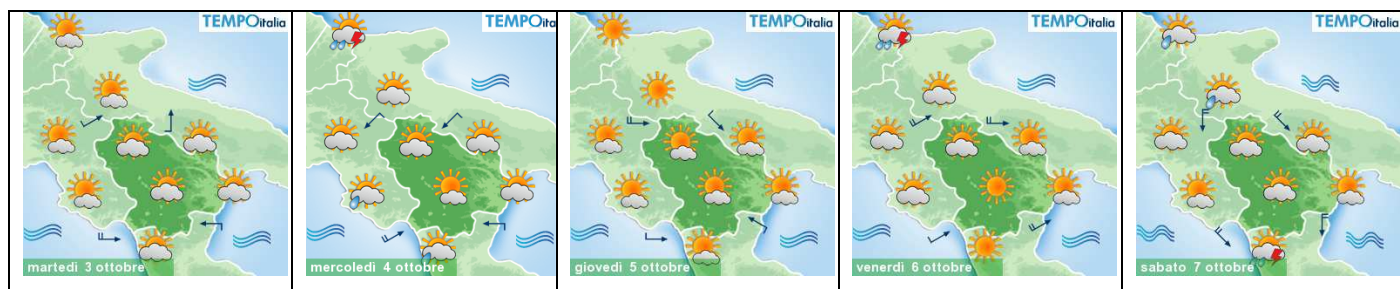 TEMPOitalia
martedì 3 ottobre
TEMPOita
mercoledì 4 ottobre
TEMPOitalia
giovedì 5 ottobre
TEMPOitalia
venerdì 6 ottobre
TEMPOitalia
sabato 7 ottobre